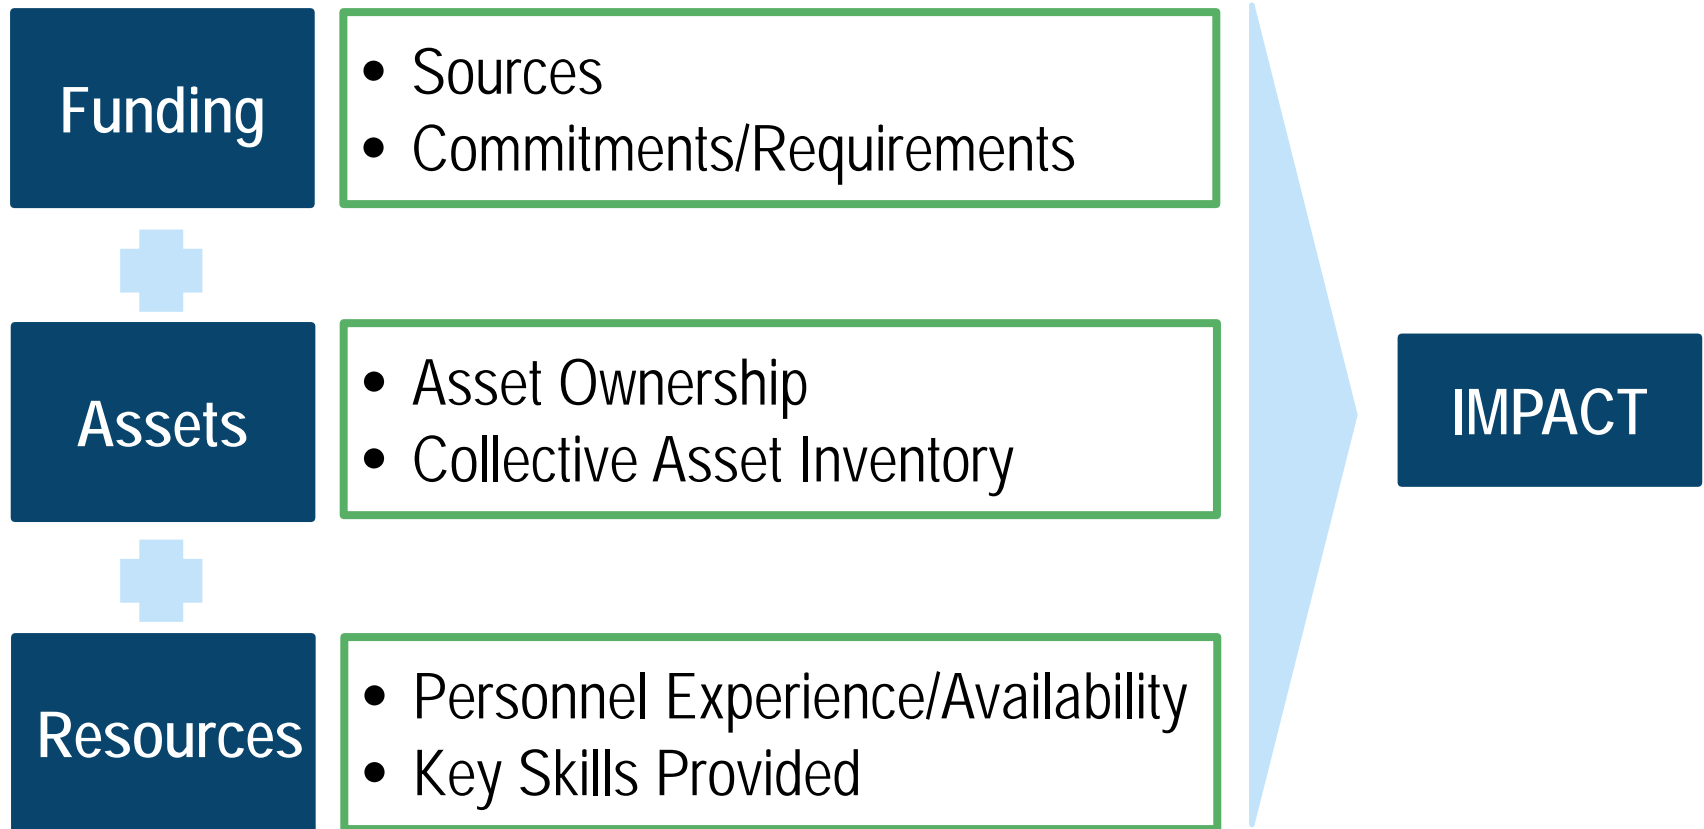 Funding
• Sources
• Commitments/Requirements
Assets
• Asset Ownership
• Collective Asset Inventory
Resources
• Personnel Experience/Availability
• Key Skills Provided
IMPACT